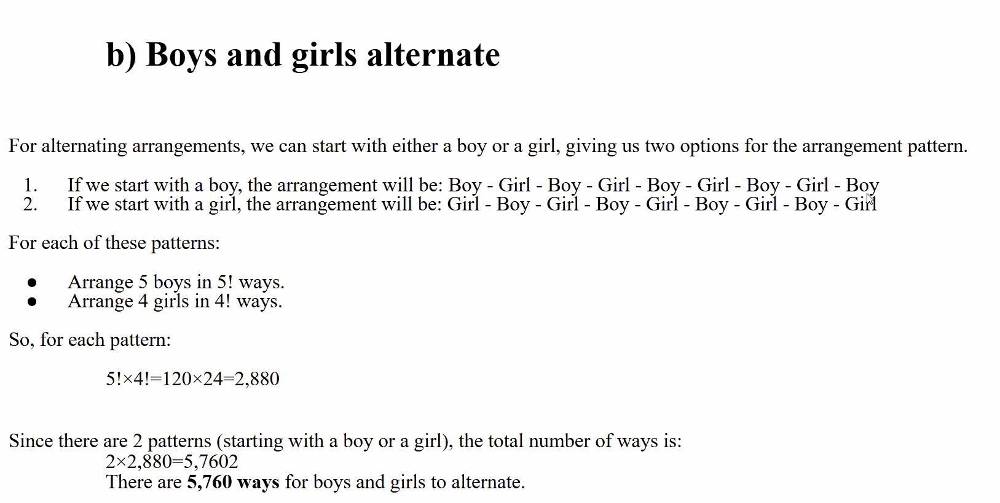 b) Boys and girls alternate
For alternating arrangements, we can start with either a boy or a girl, giving us two options for the arrangement pattern.
1. If we start with a boy, the arrangement will be: Boy - Girl - Boy - Girl - Boy - Girl - Boy - Girl - Boy
2. If we start with a girl, the arrangement will be: Girl - Boy - Girl - Boy - Girl - Boy - Girl - Boy - Girl
For each of these patterns:
● Arrange 5 boys in 5! ways.
● Arrange 4 girls in 4! ways.
So, for each pattern:
5!×4!=120×24=2,880
Since there are 2 patterns (starting with a boy or a girl), the total number of ways is:
2×2,880=5,7602
There are 5,760 ways for boys and girls to alternate.